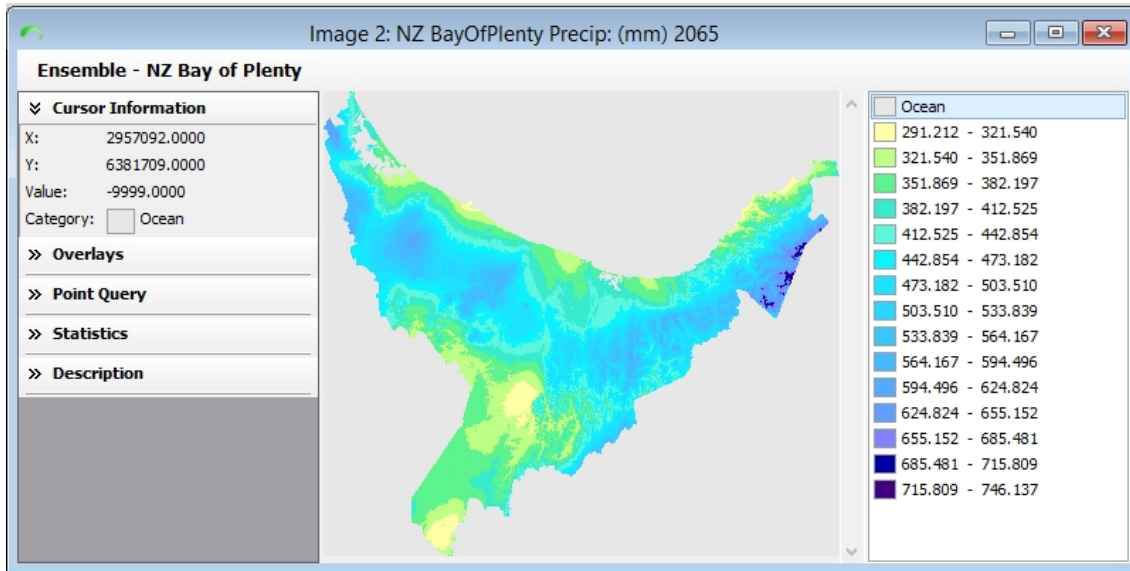 Image 2: NZ BayOfPlenty Precip: (mm) 2065
Ensemble - NZ Bay of Plenty
Cursor Information
X: 2957092.0000
Y: 6381709.0000
Value: -9999.0000
Category: Ocean
Overlays
Point Query
Statistics
Description
Ocean
291.212 - 321.540
321.540 - 351.869
351.869 - 382.197
382.197 - 412.525
412.525 - 442.854
442.854 - 473.182
473.182 - 503.510
503.510 - 533.839
533.839 - 564.167
564.167 - 594.496
594.496 - 624.824
624.824 - 655.152
655.152 - 685.481
685.481 - 715.809
715.809 - 746.137